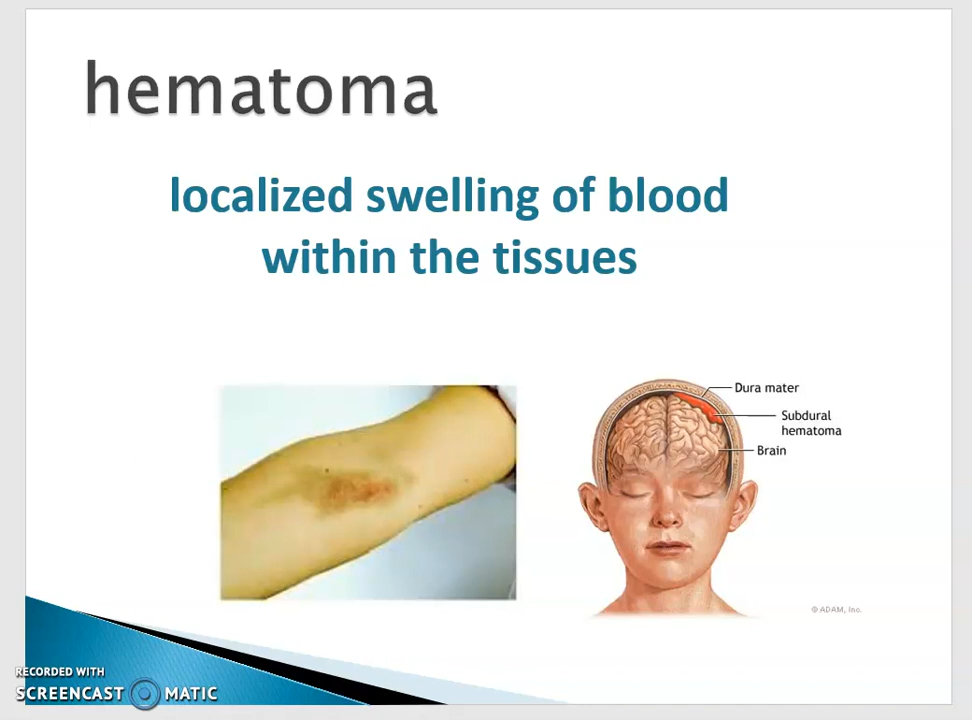 hematoma
localized swelling of blood
within the tissues
Dura mater
Subdural
hematoma
Brain
© ADAM, Inc.
RECORDED WITH
SCREENCAST MATIC